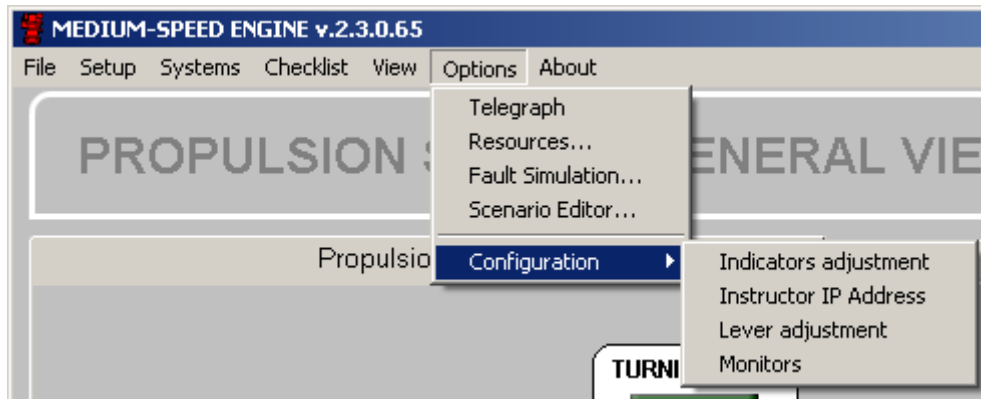 MEDIUM-SPEED ENGINE v.2.3.0.65
File Setup Systems Checklist View Options About
Telegraph
PROPULSION ENERAL VIE
Resources...
Fault Simulation...
Scenario Editor...
Propulsio
Configuration
Indicators adjustment
Instructor IP Address
Lever adjustment
Monitors
TURNI